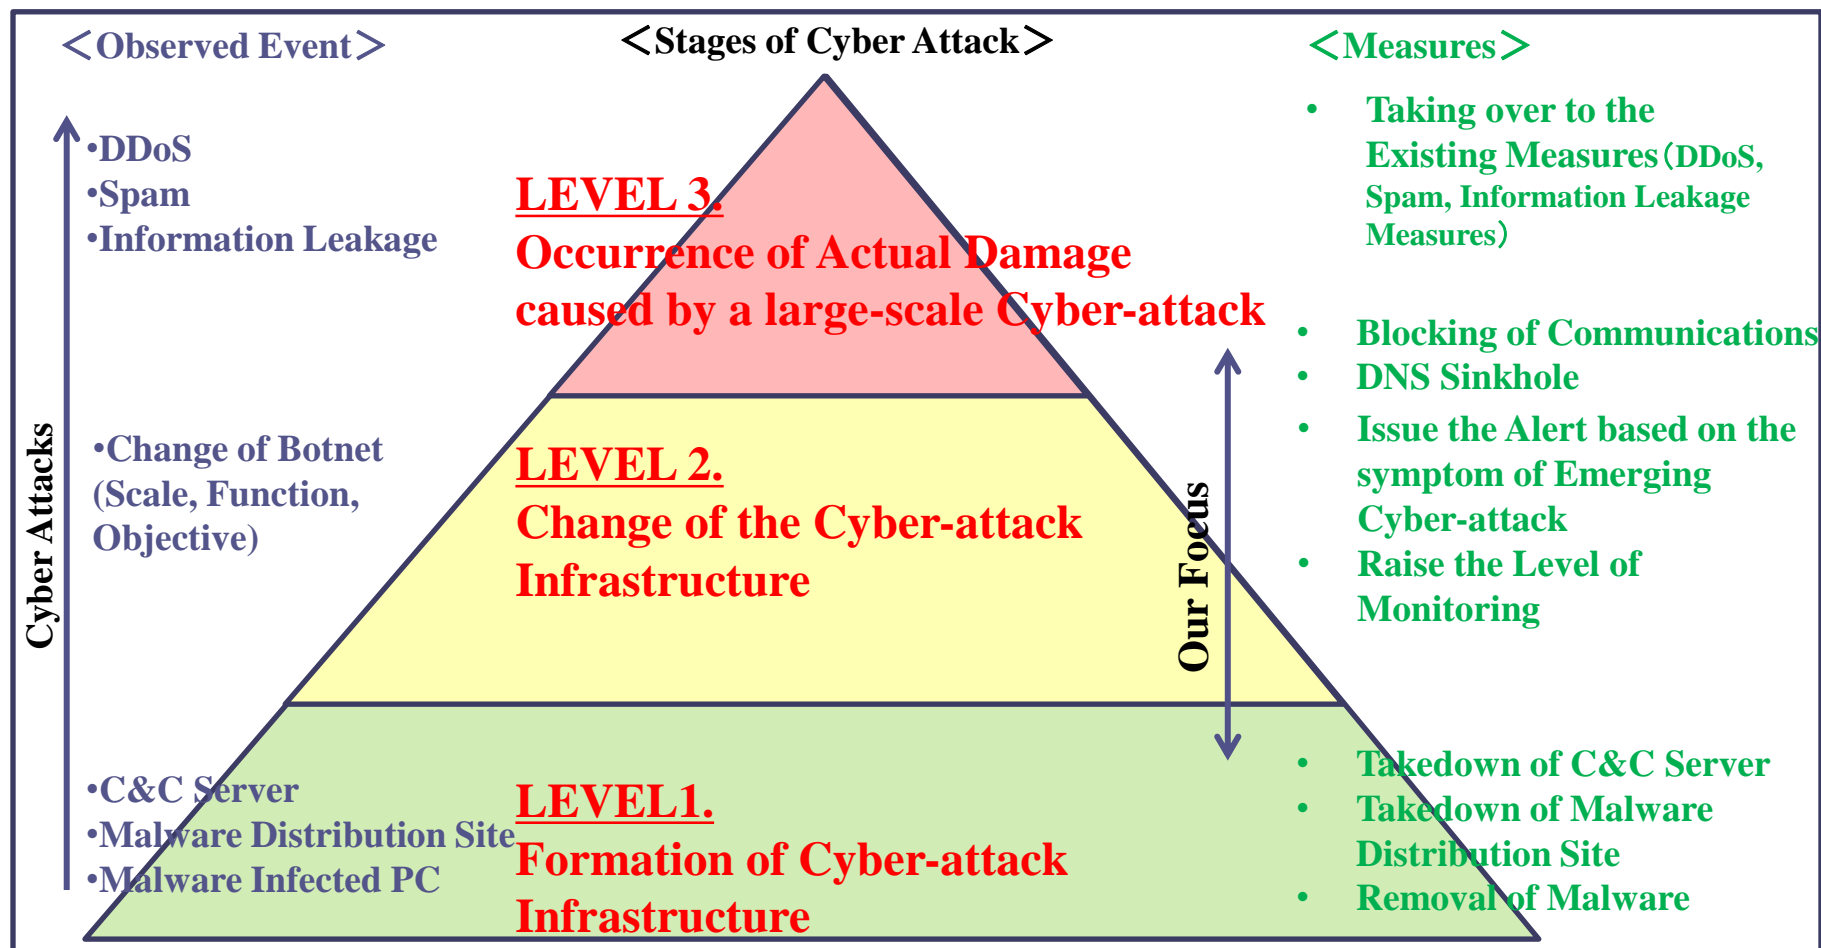 ＜Observed Event＞
＜Stages of Cyber Attack＞
＜Measures＞
Cyber Attacks
•DDoS
•Spam
•Information Leakage
LEVEL 3.
Occurrence of Actual Damage
caused by a large-scale Cyber-attack
• Taking over to the
Existing Measures（DDoS,
Spam, Information Leakage
Measures）
•Change of Botnet
(Scale, Function,
Objective)
LEVEL 2.
Change of the Cyber-attack
Infrastructure
Our Focus
• Blocking of Communications
• DNS Sinkhole
• Issue the Alert based on the
symptom of Emerging
Cyber-attack
• Raise the Level of
Monitoring
•C&C Server
•Malware Distribution Site
•Malware Infected PC
LEVEL1.
Formation of Cyber-attack
Infrastructure
• Takedown of C&C Server
• Takedown of Malware
Distribution Site
• Removal of Malware